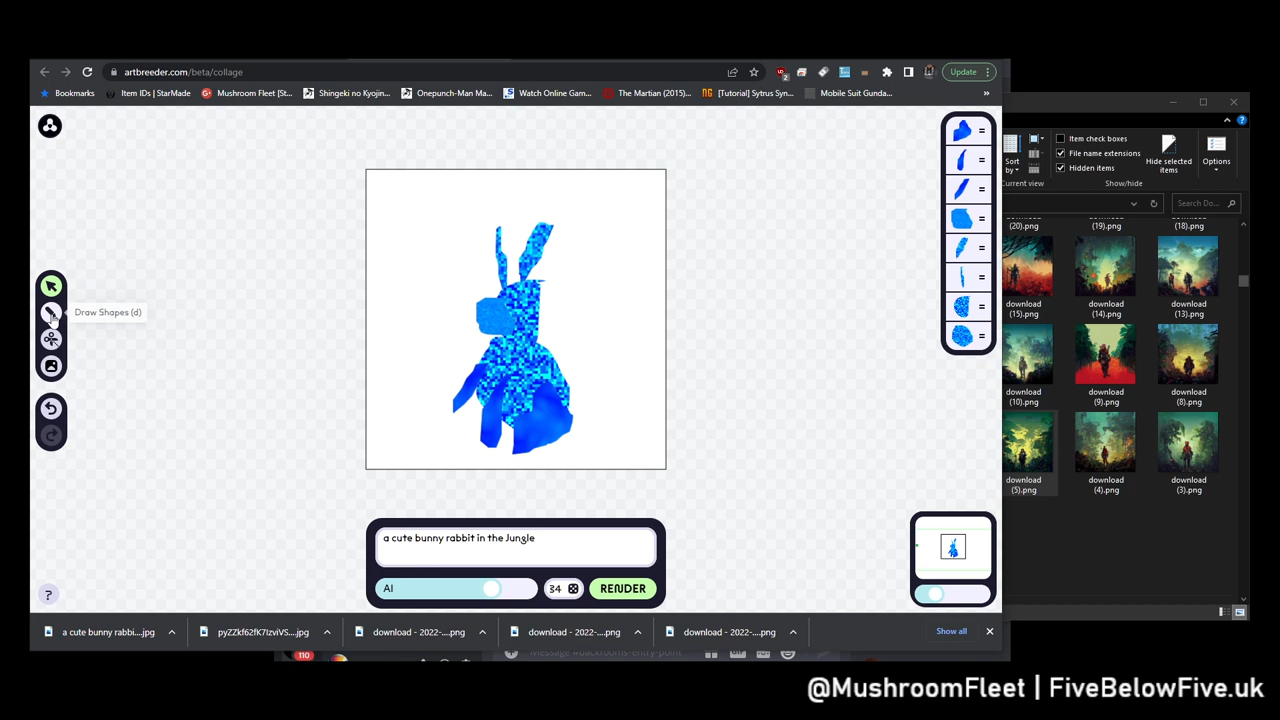 artbreeder.com/beta/collage
Update
Bookmarks
Item IDs | StarMade
Mushroom Fleet [St...
Shingeki no Kyojin...
Onepunch-Man Ma...
Watch Online Gam...
The Martian (2015)...
[Tutorial] Sytrus Syn...
Mobile Suit Gunda...
»
Draw Shapes (d)
a cute bunny rabbit in the Jungle
AI
34
RENDER
?
a cute bunny rabbi....jpg
pyZZkf62fK7IzviVS....jpg
download - 2022-....png
download - 2022-....png
download - 2022-....png
Show all
110
Message #backrooms-entry-point
Sort by
Item check boxes
File name extensions
Hidden items
Hide selected items
Options
Current view
Show/hide
Search Do...
(20).png
(19).png
(18).png
download (15).png
download (14).png
download (13).png
download (10).png
download (9).png
download (8).png
download (5).png
download (4).png
download (3).png
@MushroomFleet | FiveBelowFive.uk